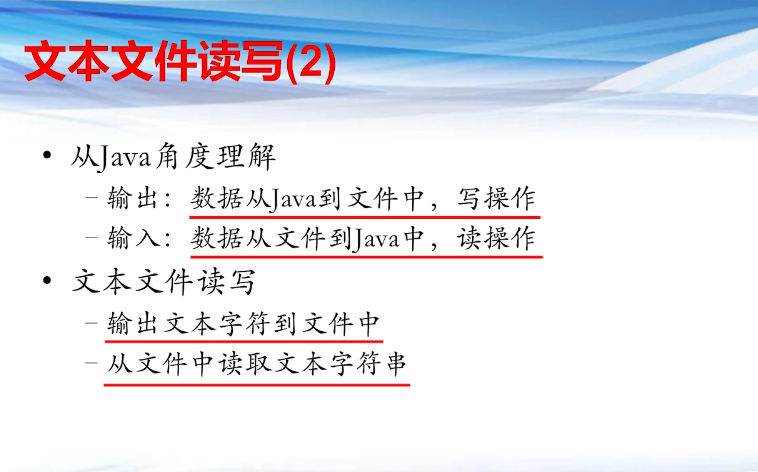 文本文件读写(2)
• 从Java角度理解
– 输出：数据从Java到文件中，写操作
– 输入：数据从文件到Java中，读操作
• 文本文件读写
– 输出文本字符到文件中
– 从文件中读取文本字符串